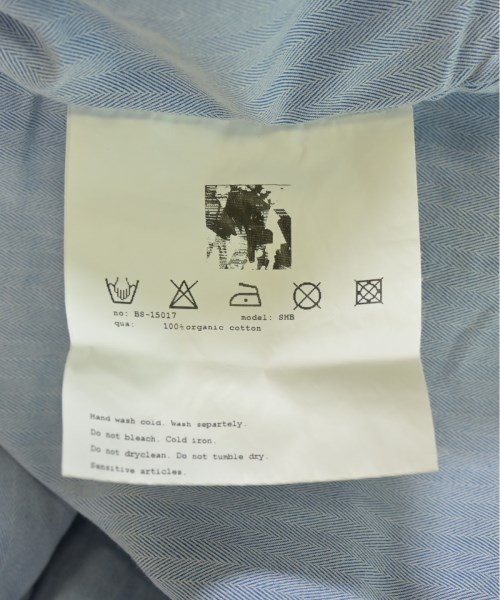 no: BS-15017 model: SHB
qua: 100%organic cotton
Hand wash cold. Wash separtely.
Do not bleach. Cold iron.
Do not dryclean. Do not tumble dry.
Sensitive articles.